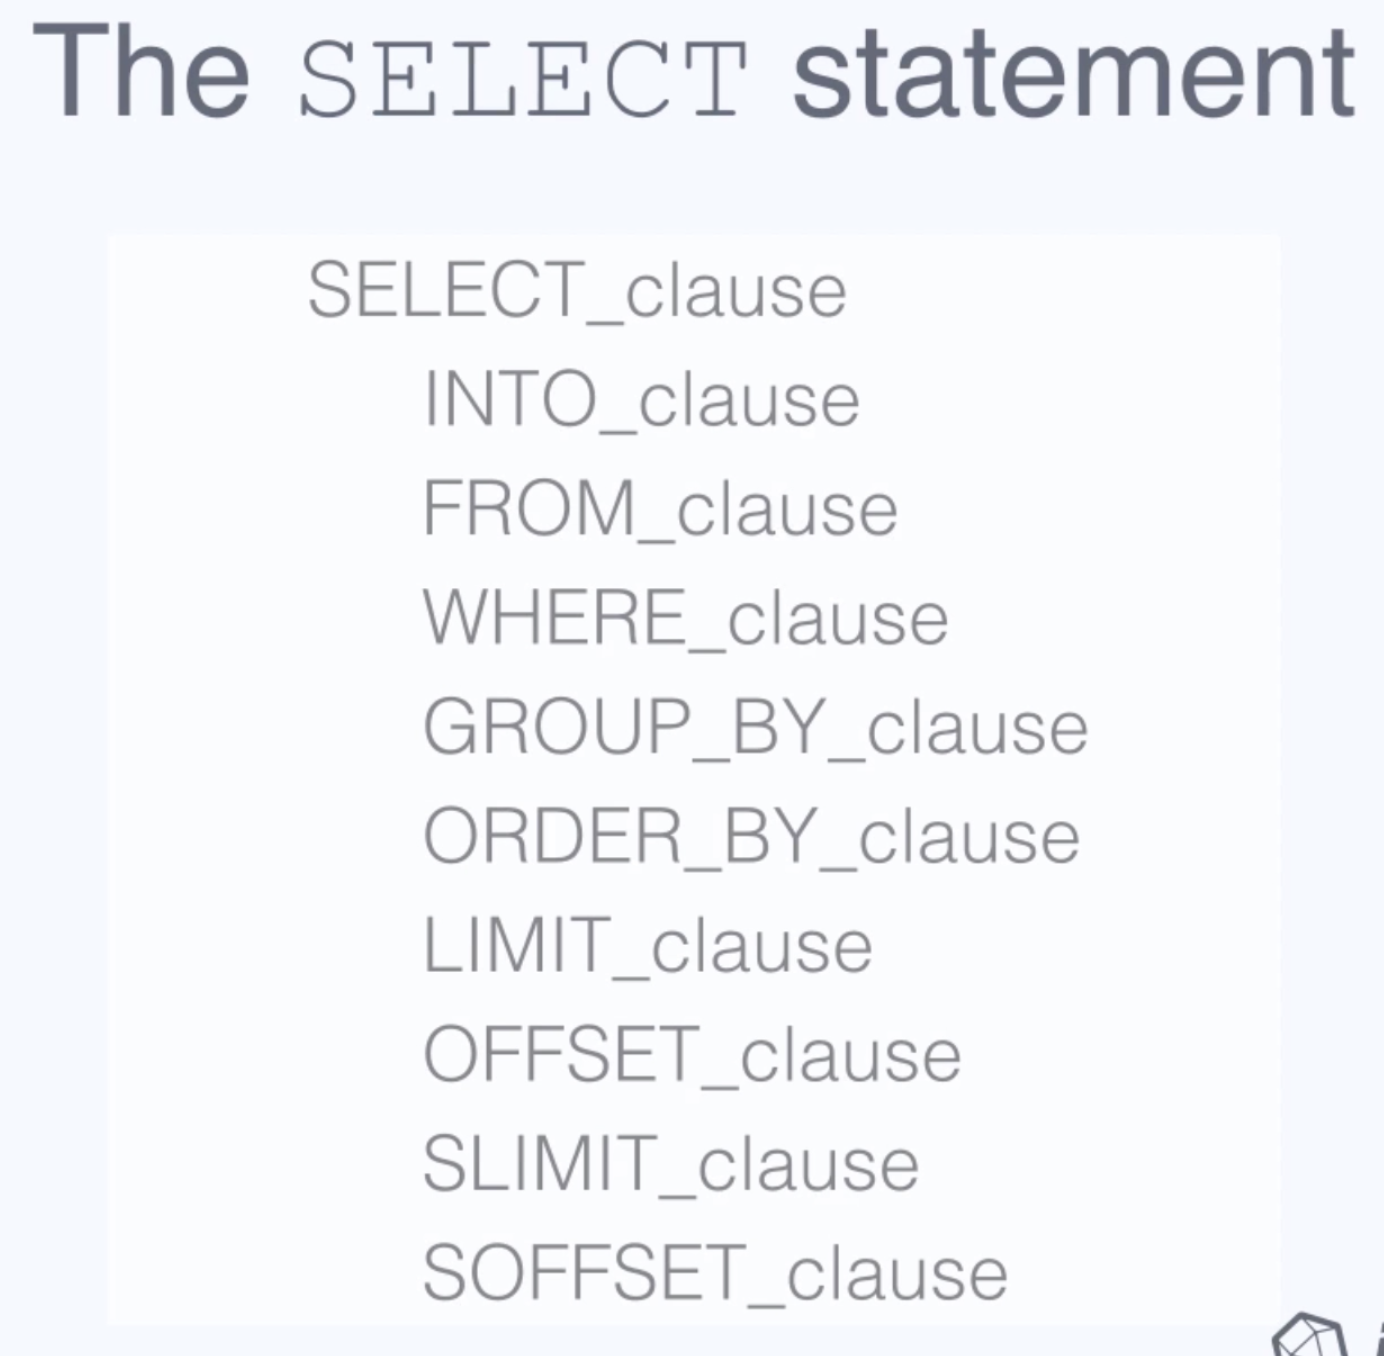 The SELECT statement
SELECT_clause
INTO_clause
FROM_clause
WHERE_clause
GROUP_BY_clause
ORDER_BY_clause
LIMIT_clause
OFFSET_clause
SLIMIT_clause
SOFFSET_clause